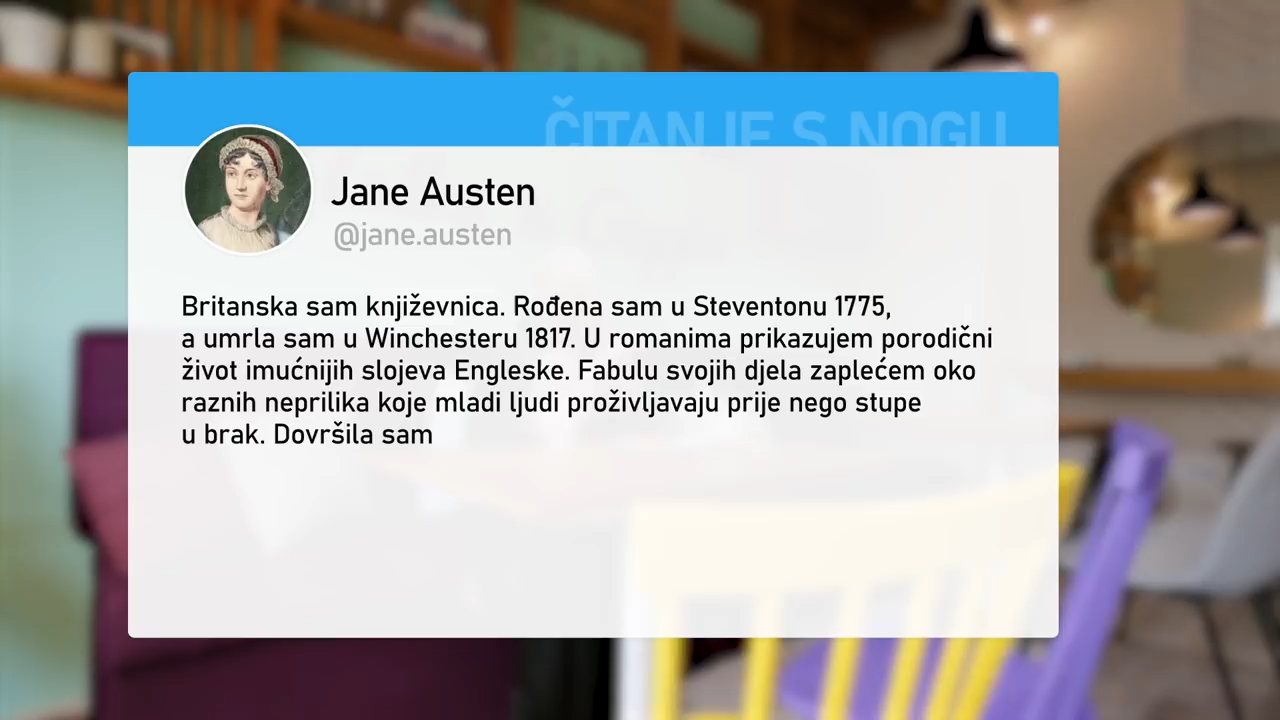 ČITANJE S NOGU
Jane Austen
@jane.austen
Britanska sam književnica. Rođena sam u Steventonu 1775,
a umrla sam u Winchesteru 1817. U romanima prikazujem porodični
život imućnijih slojeva Engleske. Fabulu svojih djela zaplećem oko
raznih neprilika koje mladi ljudi proživljavaju prije nego stupe
u brak. Dovršila sam